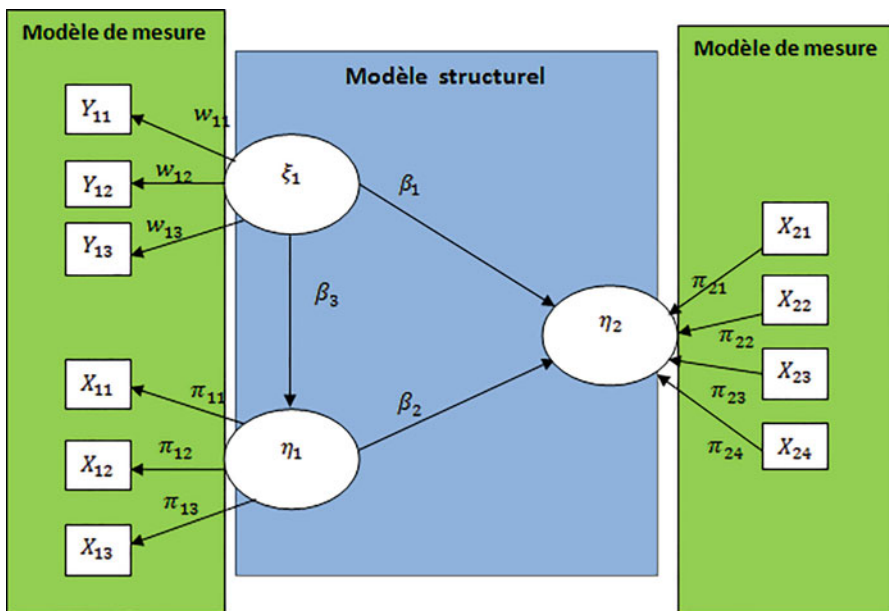 Modèle de mesure
Y₁₁
Y₁₂
Y₁₃
w₁₁
w₁₂
w₁₃
X₁₁
X₁₂
X₁₃
π₁₁
π₁₂
π₁₃
Modèle structurel
ξ₁
β₁
β₃
η₁
β₂
η₂
Modèle de mesure
π₂₁
π₂₂
π₂₃
π₂₄
X₂₁
X₂₂
X₂₃
X₂₄